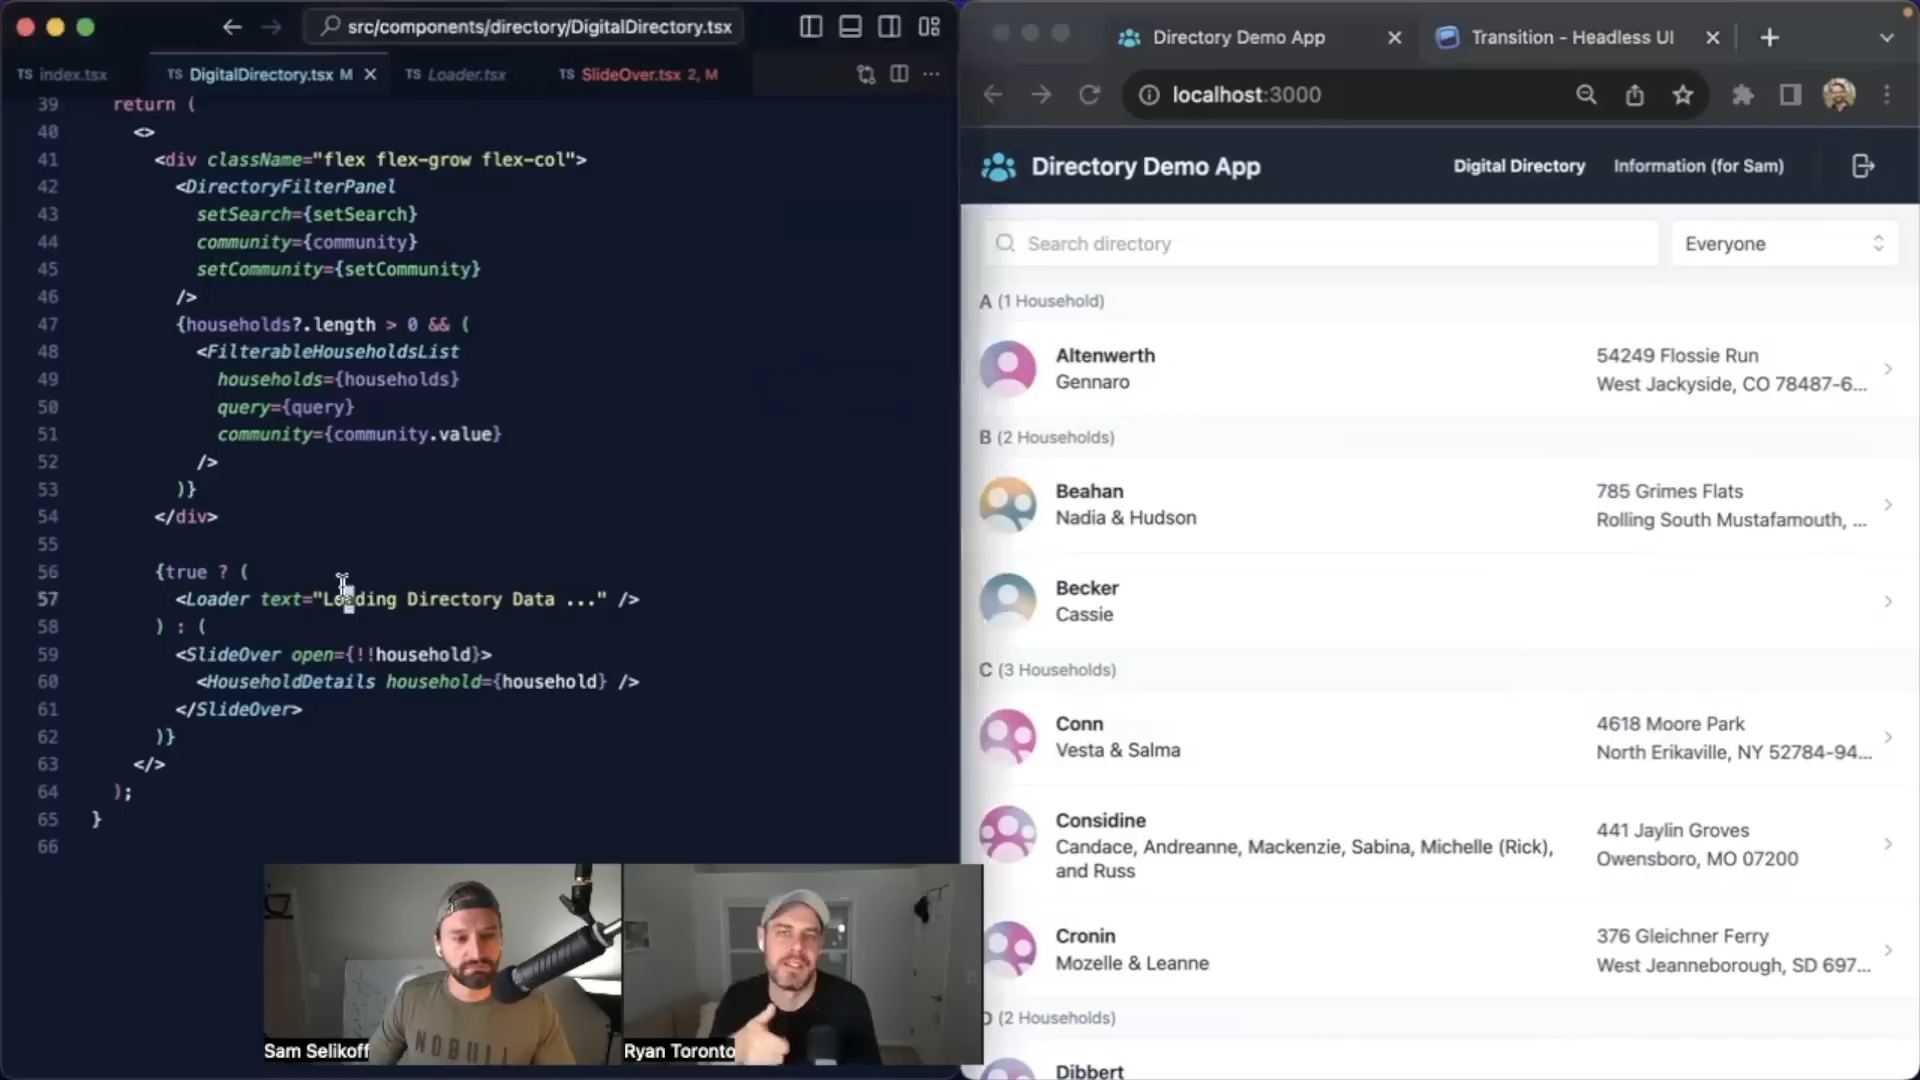 src/components/directory/DigitalDirectory.tsx
TS index.tsx
TS DigitalDirectory.tsx M
TS Loader.tsx
TS SlideOver.tsx 2, M
39 return (
40 <>
41 <div className="flex flex-grow flex-col">
42 <DirectoryFilterPanel
43 setSearch={setSearch}
44 community={community}
45 setCommunity={setCommunity}
46 />
47 {households?.length > 0 && (
48 <FilterableHouseholdsList
49 households={households}
50 query={query}
51 community={community.value}
52 />
53 )}
54 </div>
55
56 {true ? (
57 <Loader text="Loading Directory Data ..." />
58 ) : (
59 <SlideOver open={!!household}>
60 <HouseholdDetails household={household} />
61 </SlideOver>
62 )}
63 </>
64 );
65 }
66
Sam Selikoff
Ryan Toronto
NOBULL
Directory Demo App
Transition - Headless UI
localhost:3000
Directory Demo App
Digital Directory
Information (for Sam)
Search directory
Everyone
A (1 Household)
Altenwerth
Gennaro
54249 Flossie Run
West Jackyside, CO 78487-6...
B (2 Households)
Beahan
Nadia & Hudson
785 Grimes Flats
Rolling South Mustafamouth, ...
Becker
Cassie
C (3 Households)
Conn
Vesta & Salma
4618 Moore Park
North Erikaville, NY 52784-94...
Considine
Candace, Andreanne, Mackenzie, Sabina, Michelle (Rick),
and Russ
441 Jaylin Groves
Owensboro, MO 07200
Cronin
Mozelle & Leanne
376 Gleichner Ferry
West Jeanneborough, SD 697...
D (2 Households)
Dibbert